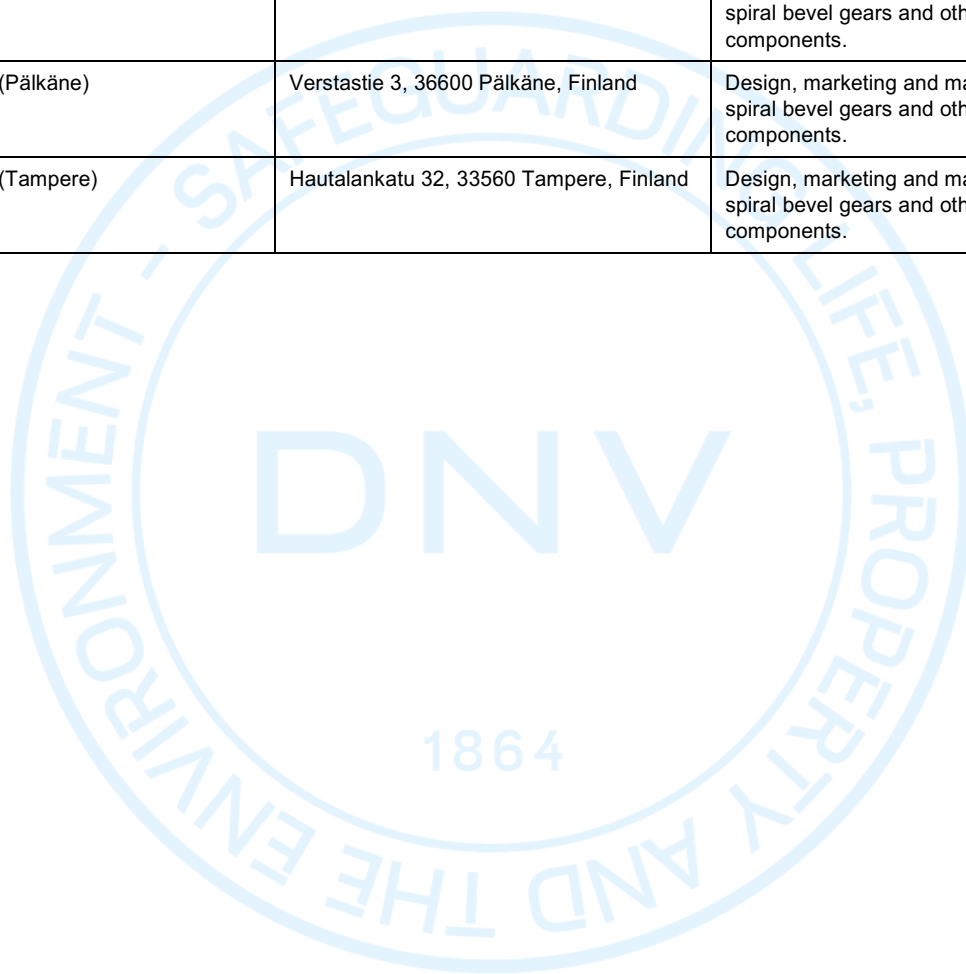 spiral bevel gears and oth
components.
(Pälkäne) Verstastie 3, 36600 Pälkäne, Finland Design, marketing and ma
spiral bevel gears and oth
components.
(Tampere) Hautalankatu 32, 33560 Tampere, Finland Design, marketing and ma
spiral bevel gears and oth
components.
SAFEGUARDING LIFE, PROPERTY AND THE ENVIRONMENT –
DNV
1864